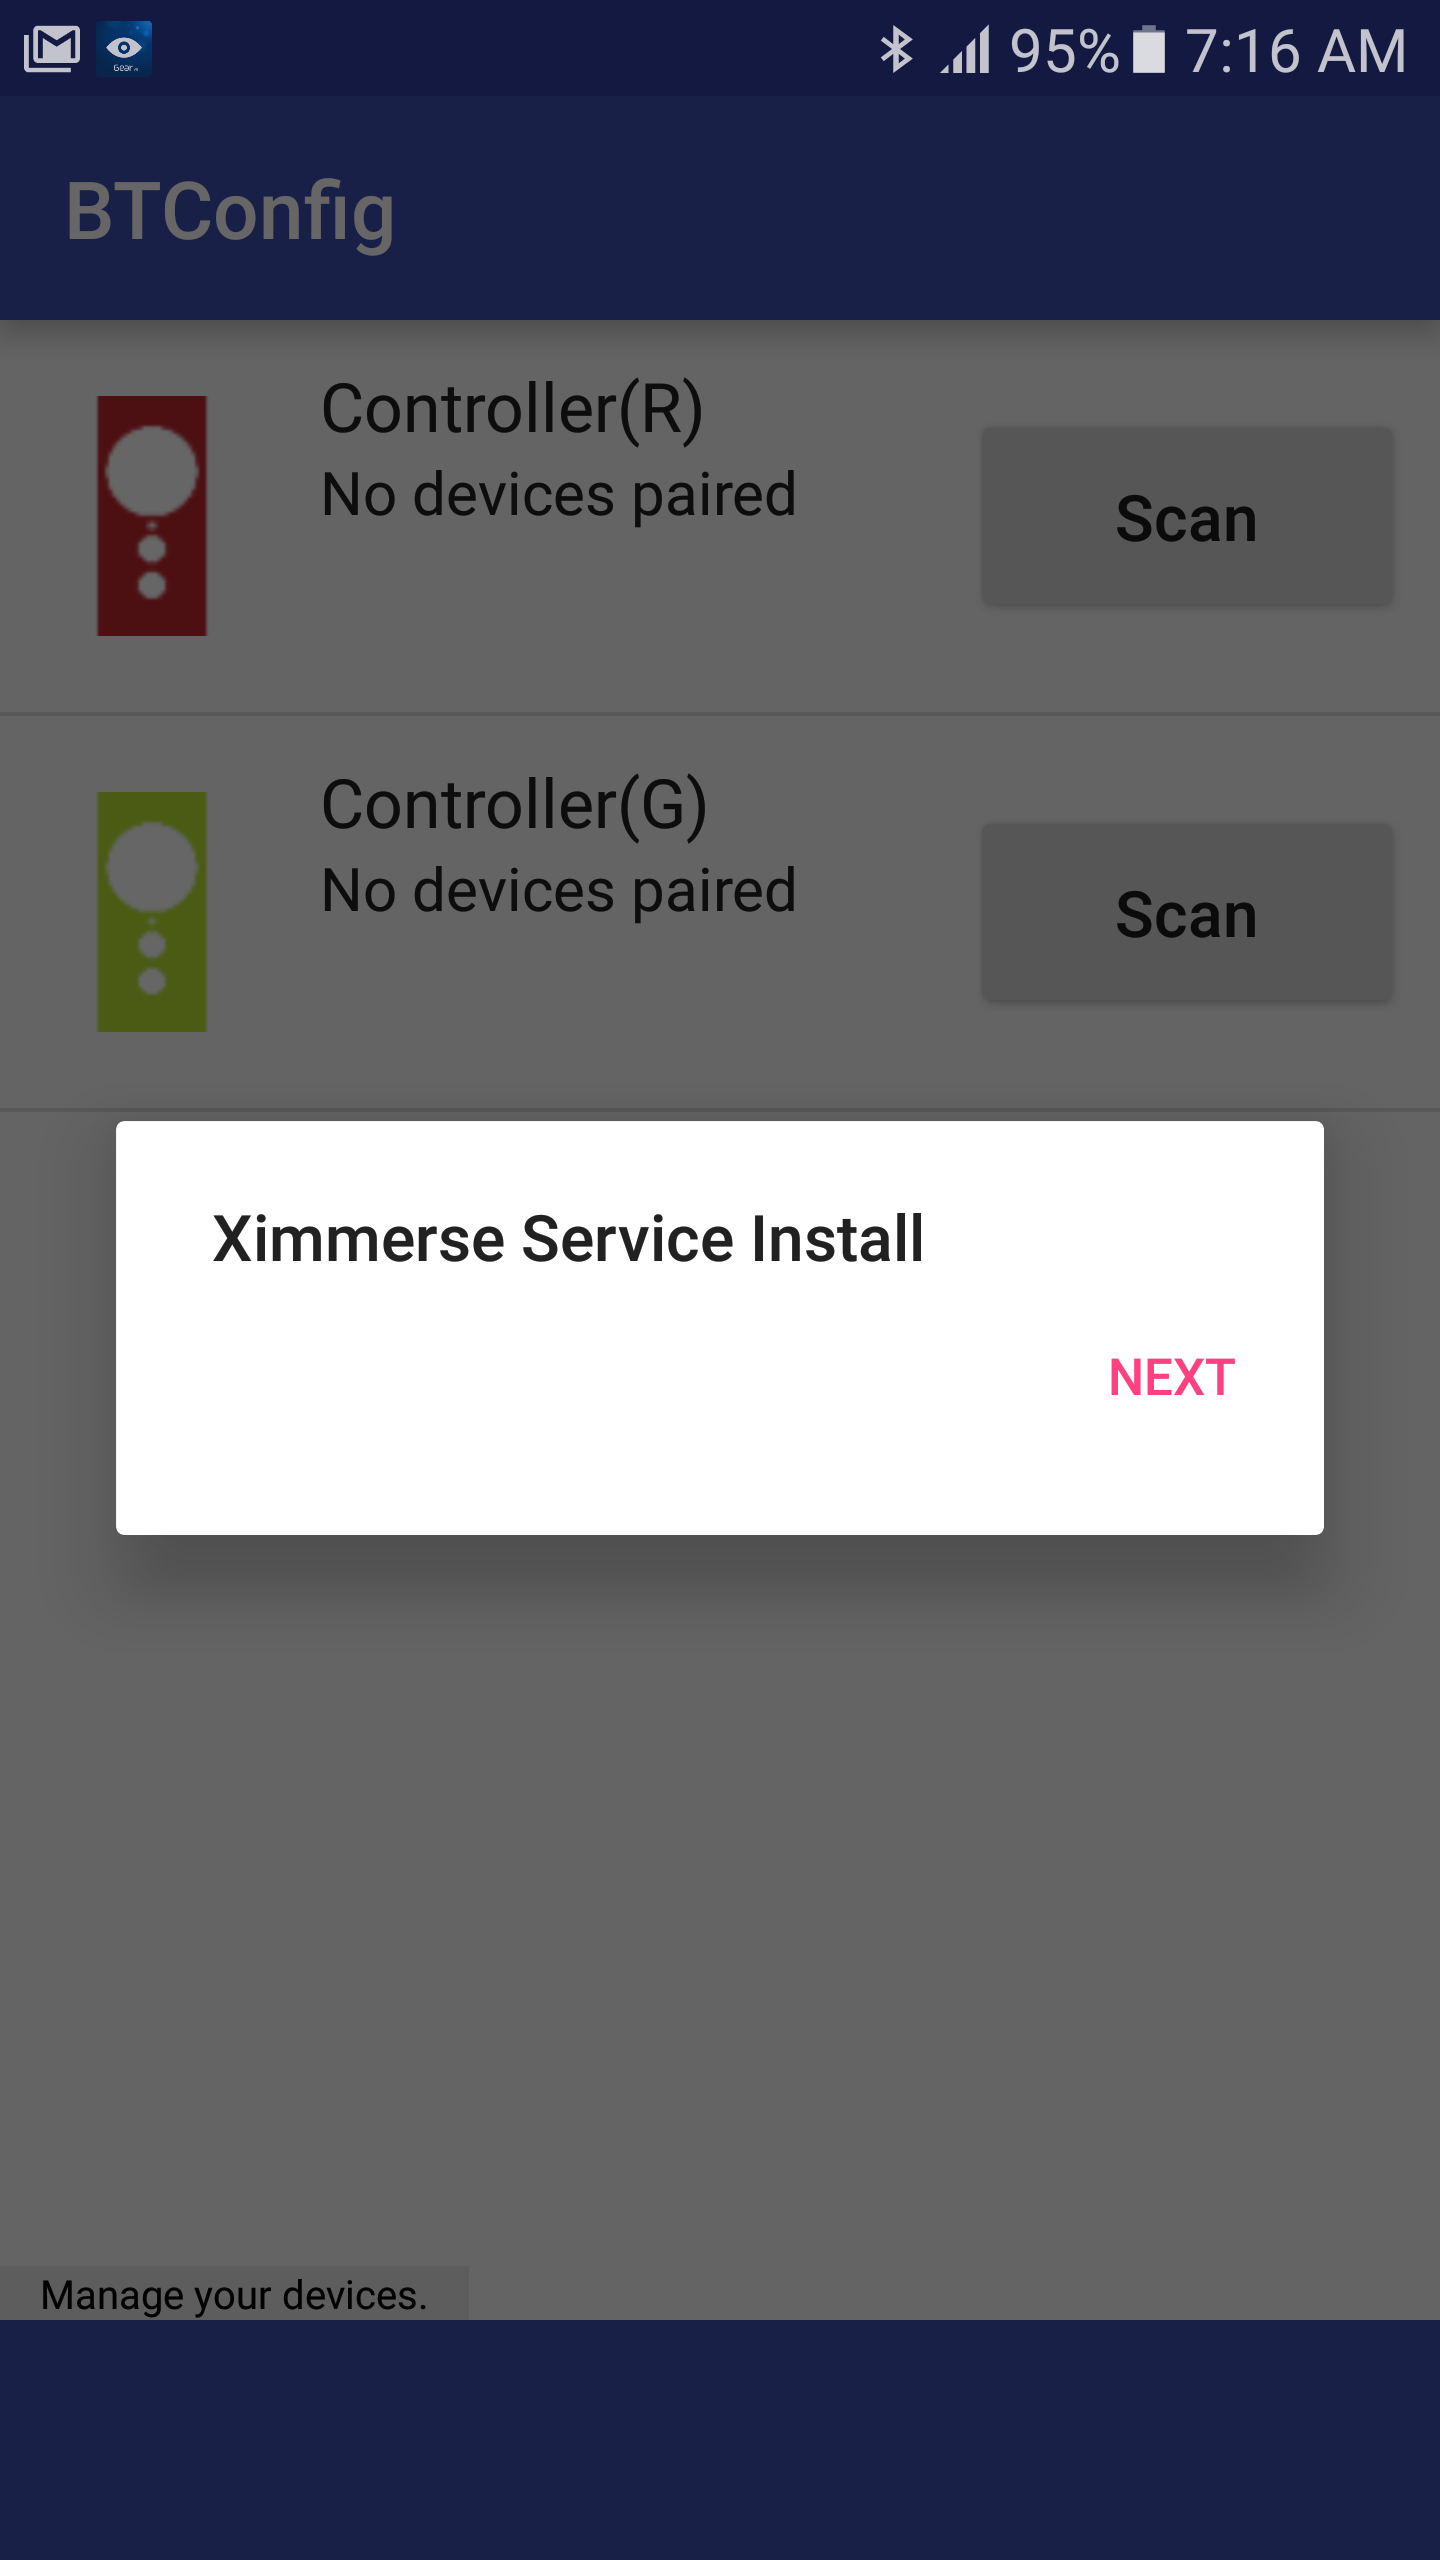 Gear
95% 7:16 AM
BTConfig
Controller(R)
No devices paired
Scan
Controller(G)
No devices paired
Scan
Ximmerse Service Install
NEXT
Manage your devices.